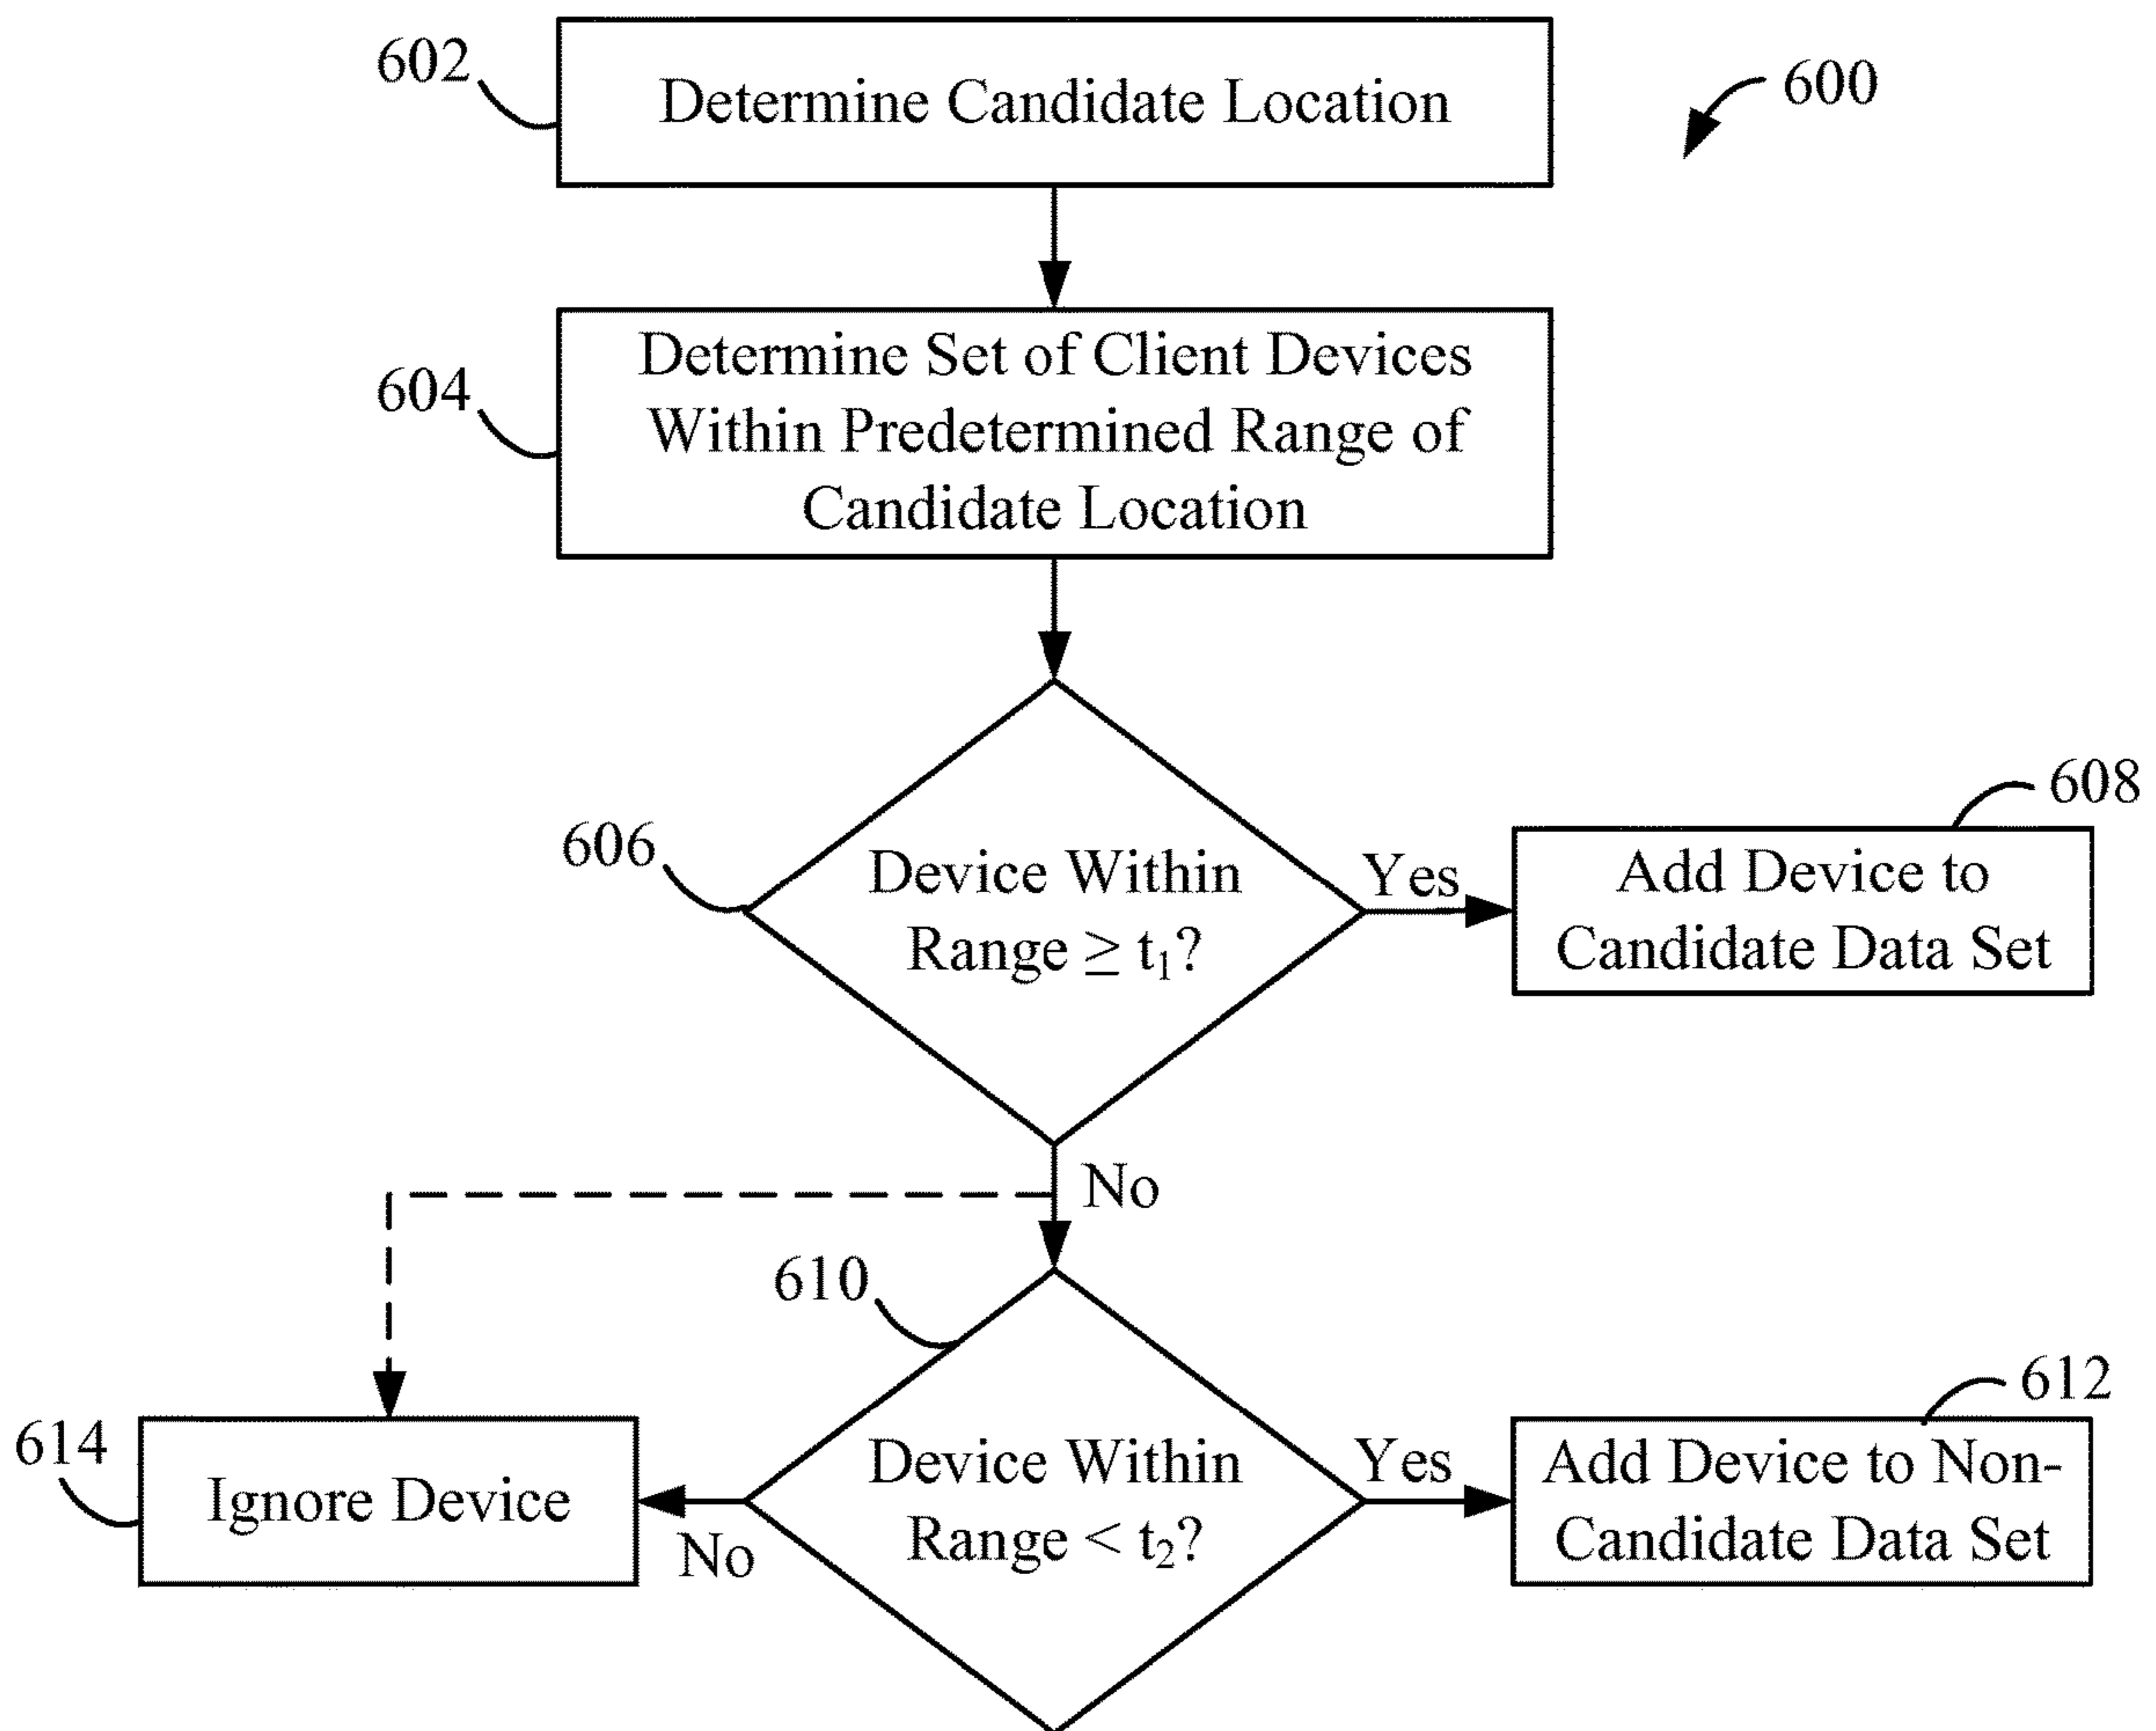 602
Determine Candidate Location
600
604
Determine Set of Client Devices
Within Predetermined Range of
Candidate Location
606
Device Within
Range ≥ t₁?
Yes
608
Add Device to
Candidate Data Set
No
610
Device Within
Range < t₂?
Yes
612
Add Device to Non-
Candidate Data Set
No
614
Ignore Device